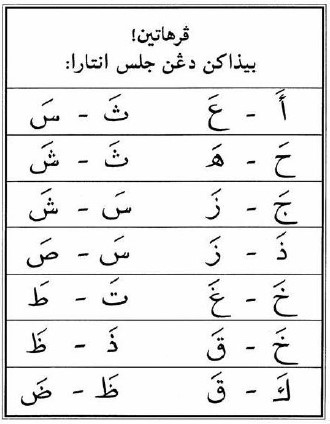 ڤرهاتين!
بيذاكن دڠن جلس انتارا:
أَ - عَ ثَ - سَ
حَ - هَ ثَ - شَ
جَ - زَ سَ - شَ
ذَ - زَ سَ - صَ
خَ - غَ تَ - طَ
خَ - قَ ذَ - ظَ
كَ - قَ ظَ - ضَ